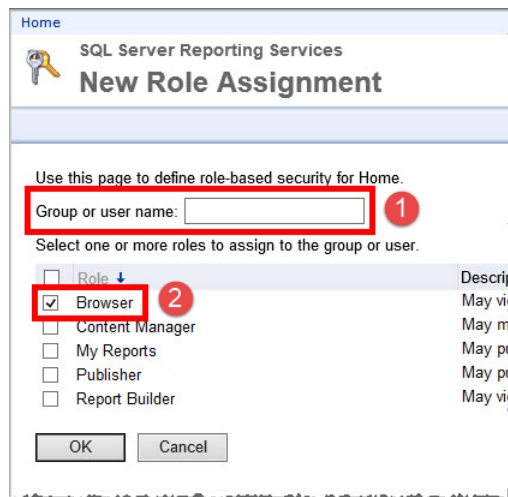 Home
SQL Server Reporting Services
New Role Assignment
Use this page to define role-based security for Home.
Group or user name: 1
Select one or more roles to assign to the group or user.
Role ↓ Descrip
Browser 2 May vi
Content Manager May m
My Reports May pu
Publisher May pu
Report Builder May vi
OK Cancel